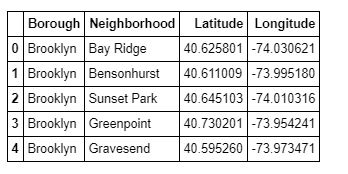 Borough Neighborhood Latitude Longitude
0 Brooklyn Bay Ridge 40.625801 -74.030621
1 Brooklyn Bensonhurst 40.611009 -73.995180
2 Brooklyn Sunset Park 40.645103 -74.010316
3 Brooklyn Greenpoint 40.730201 -73.954241
4 Brooklyn Gravesend 40.595260 -73.973471